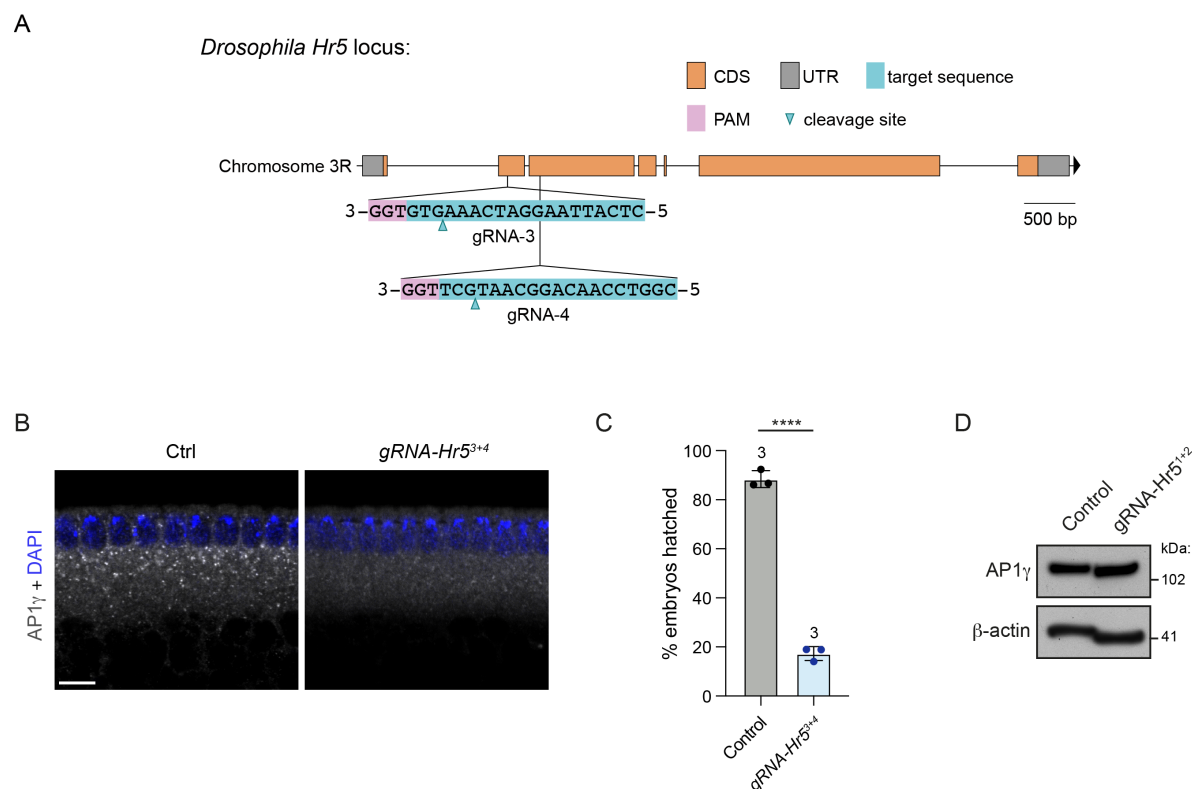 A
Drosophila Hr5 locus:
CDS
UTR
target sequence
PAM
cleavage site
Chromosome 3R
500 bp
3–GGTGTGAAACTAGGAATTACTC–5
gRNA-3
3–GGTTCGTAACGGACAACCTGGC–5
gRNA-4
B
Ctrl
gRNA-Hr5³⁺⁴
AP1γ + DAPI
C
****
3
3
% embryos hatched
100
80
60
40
20
0
Control
gRNA-Hr5³⁺⁴
D
Control
gRNA-Hr5¹⁺²
kDa:
AP1γ
102
β-actin
41